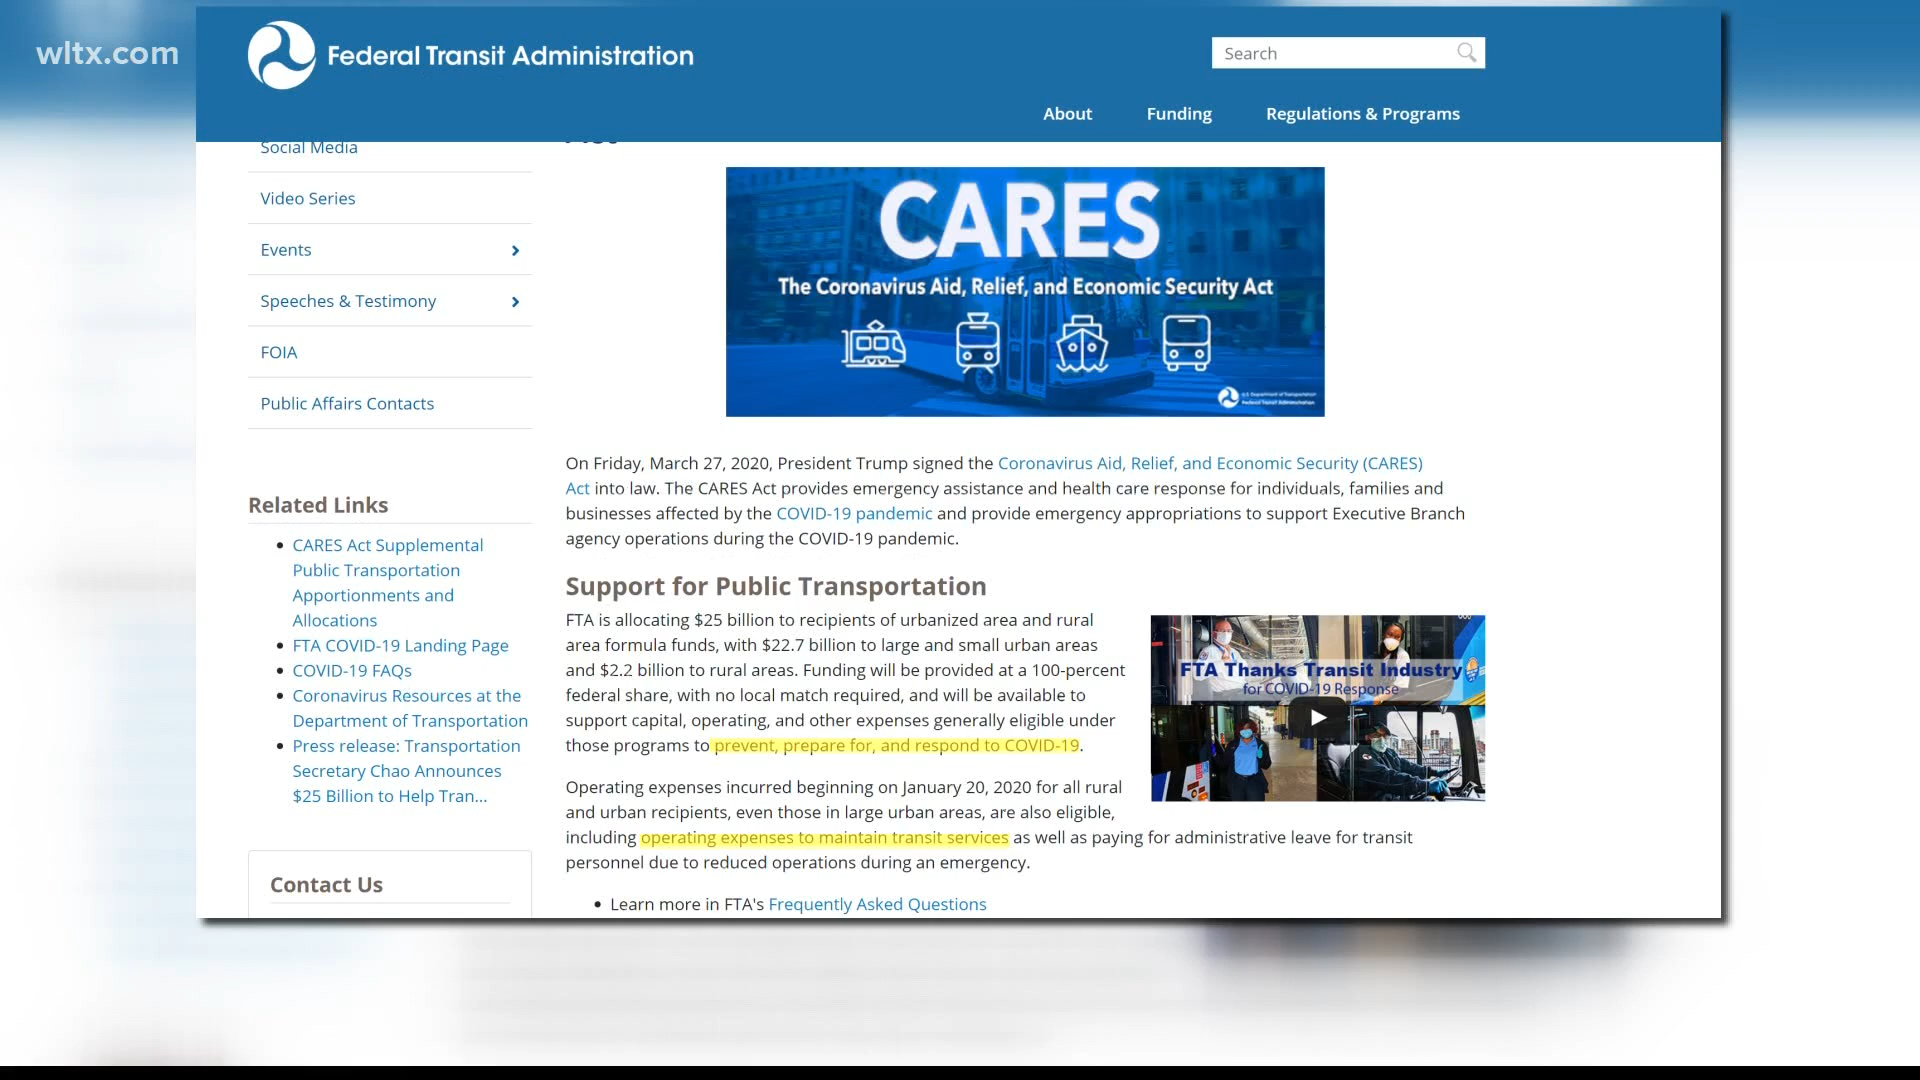 wltx.com
Federal Transit Administration
Search
About
Funding
Regulations & Programs
Social Media
Video Series
Events
Speeches & Testimony
FOIA
Public Affairs Contacts
Related Links
CARES Act Supplemental
Public Transportation
Apportionments and
Allocations
FTA COVID-19 Landing Page
COVID-19 FAQs
Coronavirus Resources at the
Department of Transportation
Press release: Transportation
Secretary Chao Announces
$25 Billion to Help Tran...
Contact Us
CARES
The Coronavirus Aid, Relief, and Economic Security Act
U.S. Department of Transportation
Federal Transit Administration
On Friday, March 27, 2020, President Trump signed the Coronavirus Aid, Relief, and Economic Security (CARES)
Act into law. The CARES Act provides emergency assistance and health care response for individuals, families and
businesses affected by the COVID-19 pandemic and provide emergency appropriations to support Executive Branch
agency operations during the COVID-19 pandemic.
Support for Public Transportation
FTA is allocating $25 billion to recipients of urbanized area and rural
area formula funds, with $22.7 billion to large and small urban areas
and $2.2 billion to rural areas. Funding will be provided at a 100-percent
federal share, with no local match required, and will be available to
support capital, operating, and other expenses generally eligible under
those programs to prevent, prepare for, and respond to COVID-19.
FTA Thanks Transit Industry
for COVID-19 Response
Operating expenses incurred beginning on January 20, 2020 for all rural
and urban recipients, even those in large urban areas, are also eligible,
including operating expenses to maintain transit services as well as paying for administrative leave for transit
personnel due to reduced operations during an emergency.
Learn more in FTA's Frequently Asked Questions